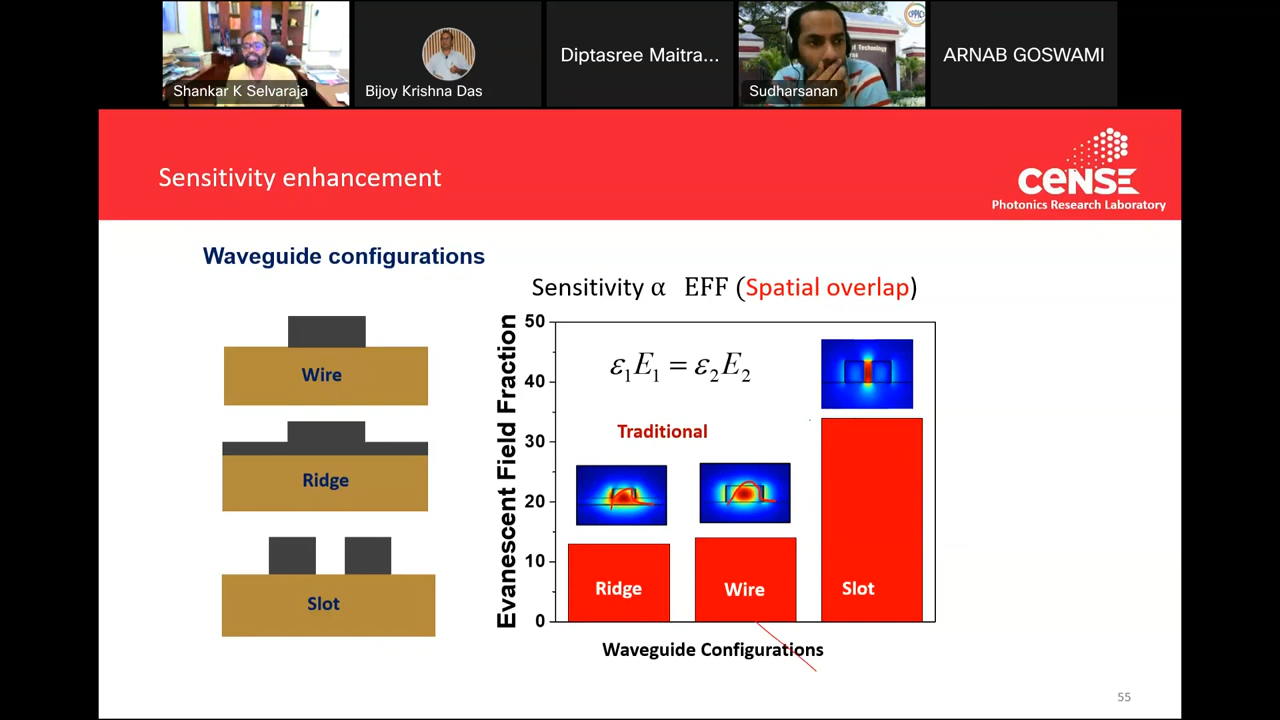 Shankar K Selvaraja
Bijoy Krishna Das
Diptasree Maitra...
Sudharsanan
ARNAB GOSWAMI
Sensitivity enhancement
CeNSE
Photonics Research Laboratory
Waveguide configurations
Wire
Ridge
Slot
Sensitivity α EFF (Spatial overlap)
Evanescent Field Fraction
50
40
30
20
10
0
ε₁E₁ = ε₂E₂
Traditional
Ridge
Wire
Slot
Waveguide Configurations
55